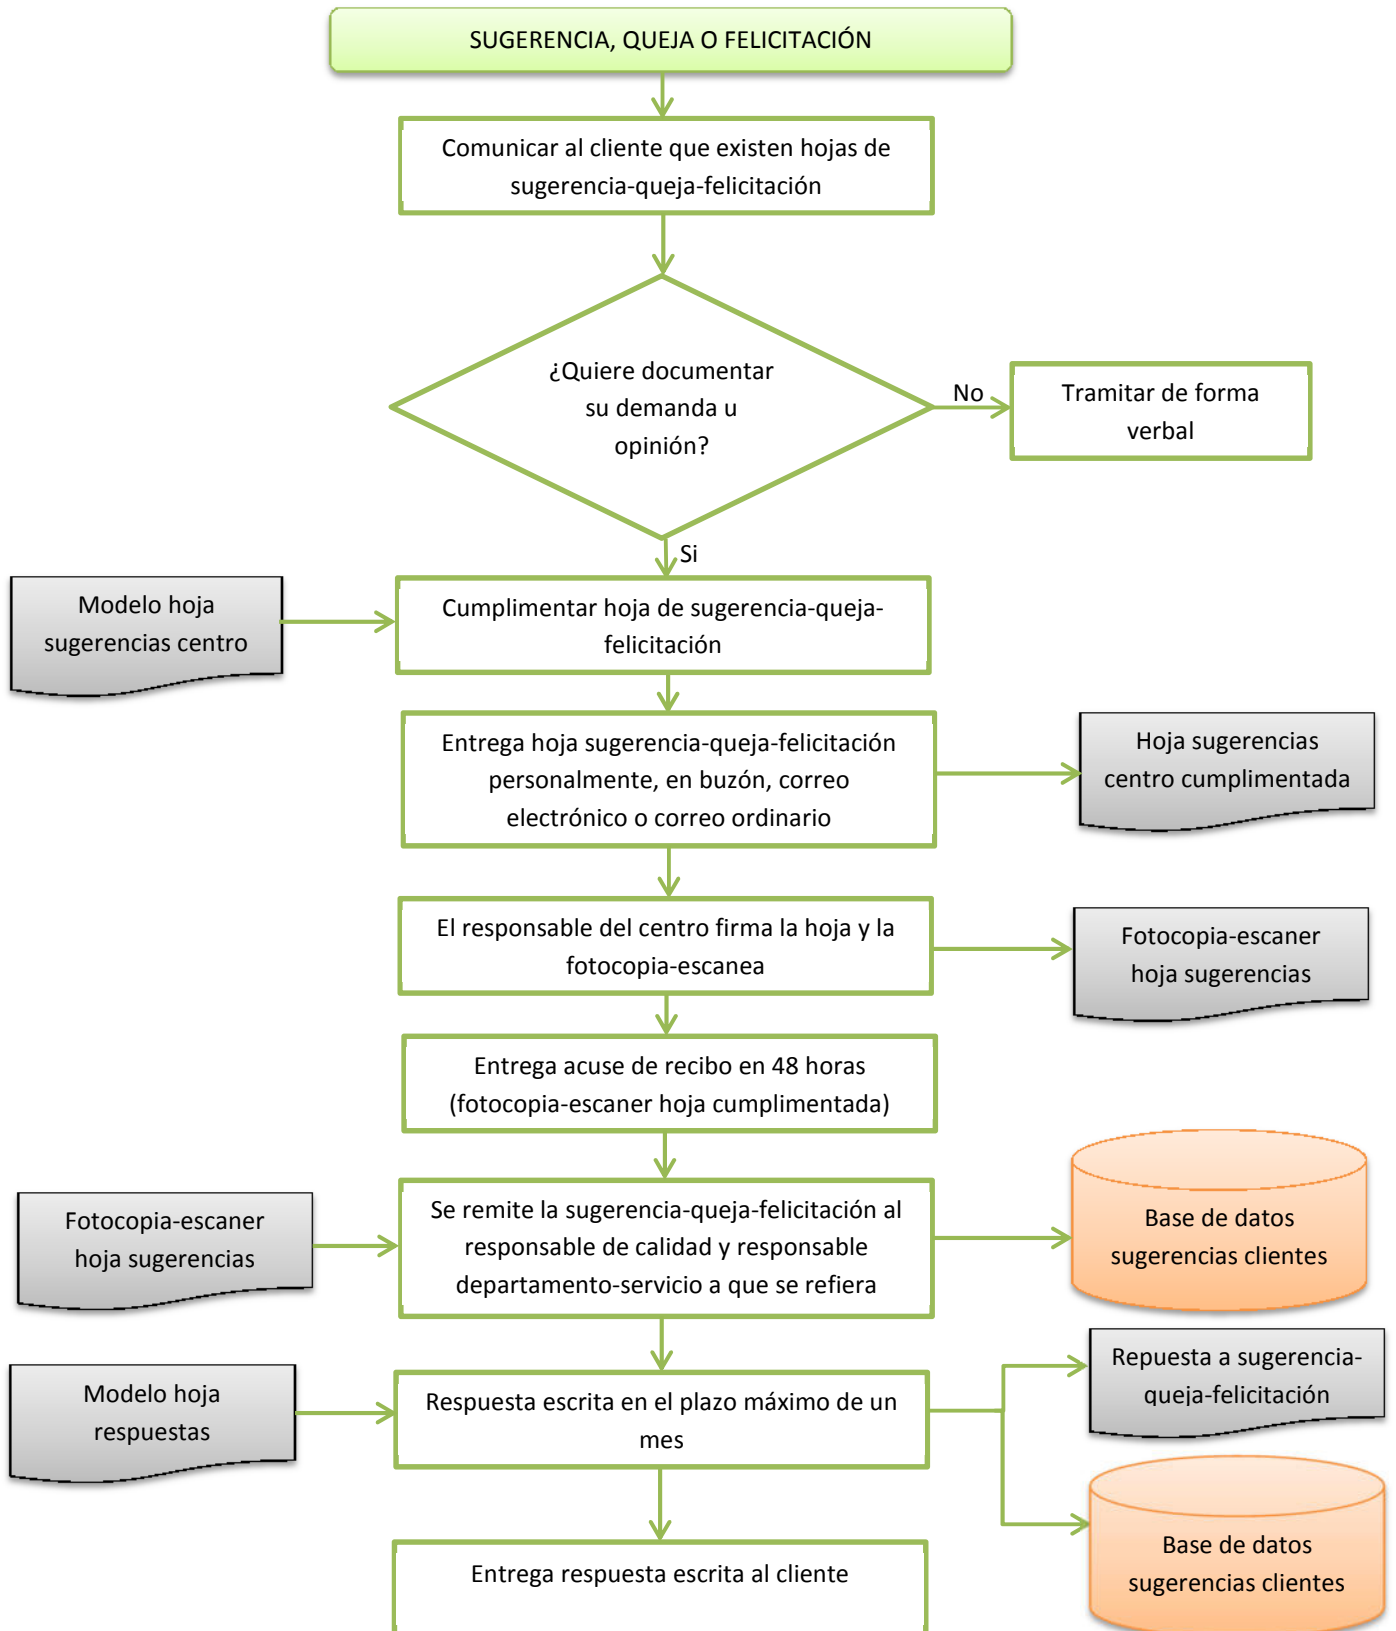 SUGERENCIA, QUEJA O FELICITACIÓN
Comunicar al cliente que existen hojas de
sugerencia-queja-felicitación
¿Quiere documentar
su demanda u
opinión?
No
Tramitar de forma
verbal
Si
Modelo hoja
sugerencias centro
Cumplimentar hoja de sugerencia-queja-
felicitación
Entrega hoja sugerencia-queja-felicitación
personalmente, en buzón, correo
electrónico o correo ordinario
Hoja sugerencias
centro cumplimentada
El responsable del centro firma la hoja y la
fotocopia-escanea
Fotocopia-escaner
hoja sugerencias
Entrega acuse de recibo en 48 horas
(fotocopia-escaner hoja cumplimentada)
Fotocopia-escaner
hoja sugerencias
Se remite la sugerencia-queja-felicitación al
responsable de calidad y responsable
departamento-servicio a que se refiera
Base de datos
sugerencias clientes
Modelo hoja
respuestas
Respuesta escrita en el plazo máximo de un
mes
Repuesta a sugerencia-
queja-felicitación
Base de datos
sugerencias clientes
Entrega respuesta escrita al cliente